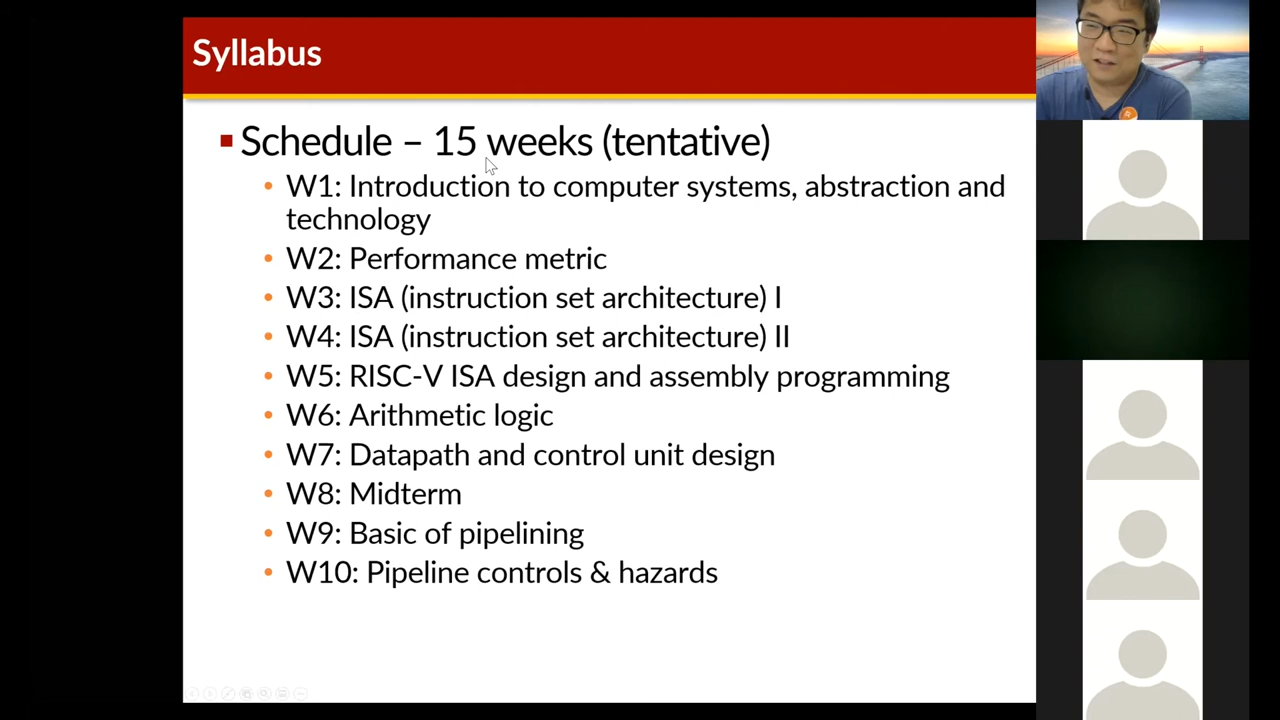 Syllabus
Schedule – 15 weeks (tentative)
W1: Introduction to computer systems, abstraction and
technology
W2: Performance metric
W3: ISA (instruction set architecture) I
W4: ISA (instruction set architecture) II
W5: RISC-V ISA design and assembly programming
W6: Arithmetic logic
W7: Datapath and control unit design
W8: Midterm
W9: Basic of pipelining
W10: Pipeline controls & hazards